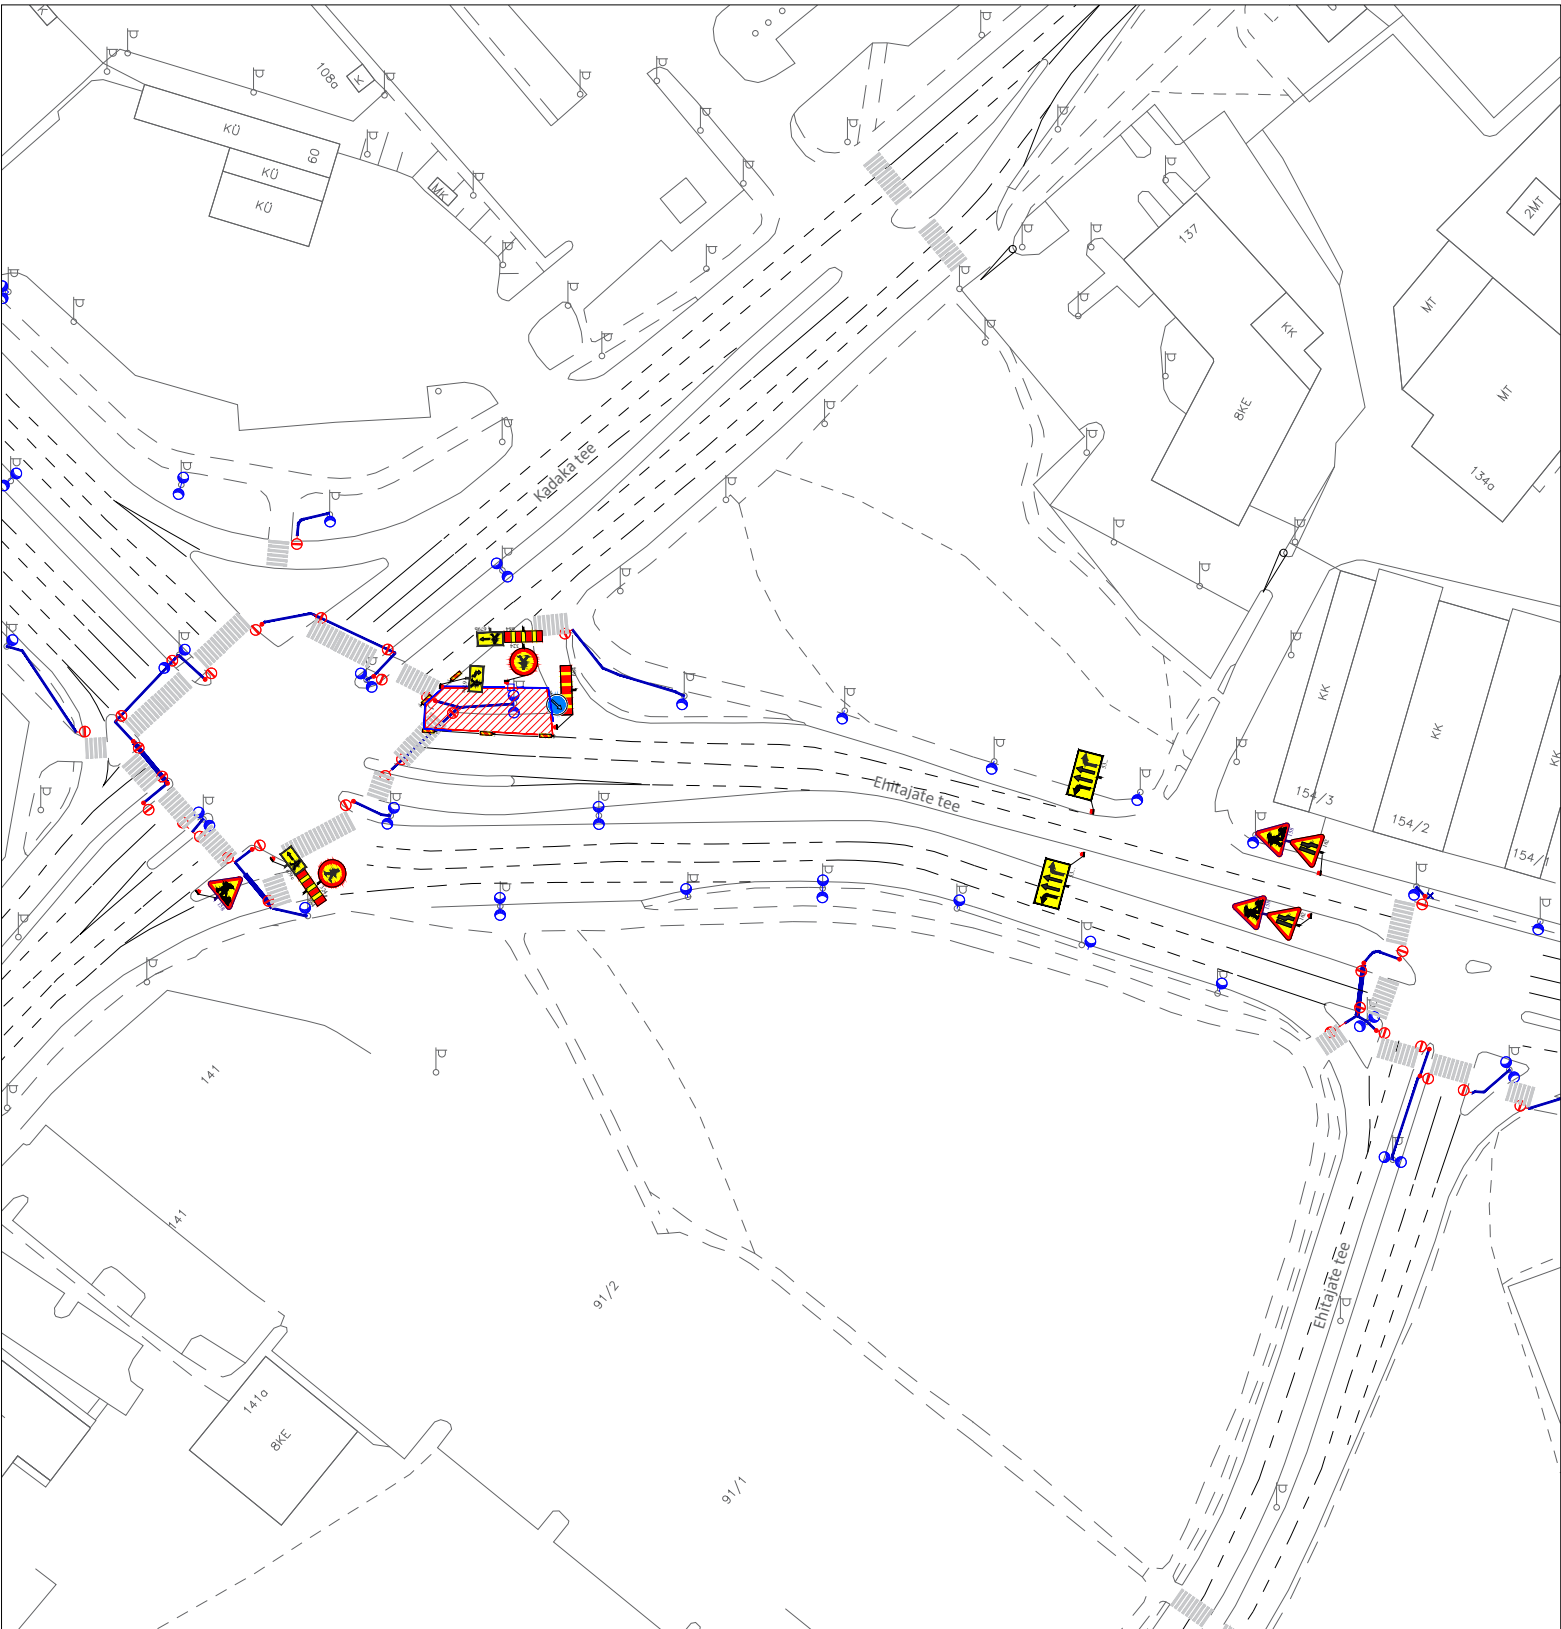 K
108a
K
KÜ
60
KÜ
MK
KÜ
2MT
137
MT
KK
MT
8KE
134a
Kadaka tee
KK
KK
KK
Ehitajate tee
154/3
154/2
154/1
141
141
91/2
Ehitajate tee
141a
8KE
91/1